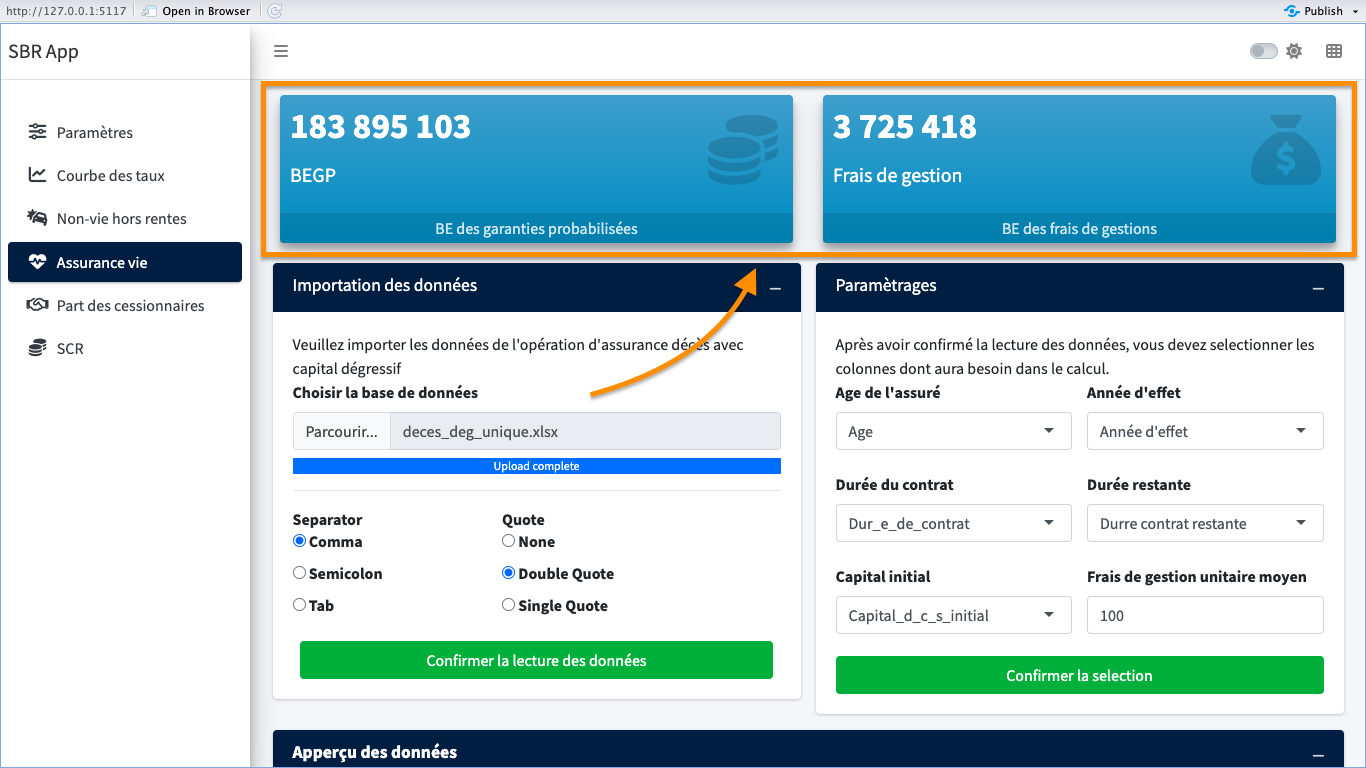 http://127.0.0.1:5117 Open in Browser Publish
SBR App
Paramètres
Courbe des taux
Non-vie hors rentes
Assurance vie
Part des cessionnaires
SCR
183 895 103
BEGP
BE des garanties probabilisées
3 725 418
Frais de gestion
BE des frais de gestions
Importation des données
Veuillez importer les données de l'opération d'assurance décès avec
capital dégressif
Choisir la base de données
Parcourir... deces_deg_unique.xlsx
Upload complete
Separator Quote
Comma None
Semicolon Double Quote
Tab Single Quote
Confirmer la lecture des données
Paramètrages
Après avoir confirmé la lecture des données, vous devez selectionner les
colonnes dont aura besoin dans le calcul.
Age de l'assuré Année d'effet
Age Année d'effet
Durée du contrat Durée restante
Dur_e_de_contrat Durre contrat restante
Capital initial Frais de gestion unitaire moyen
Capital_d_c_s_initial 100
Confirmer la selection
Apperçu des données